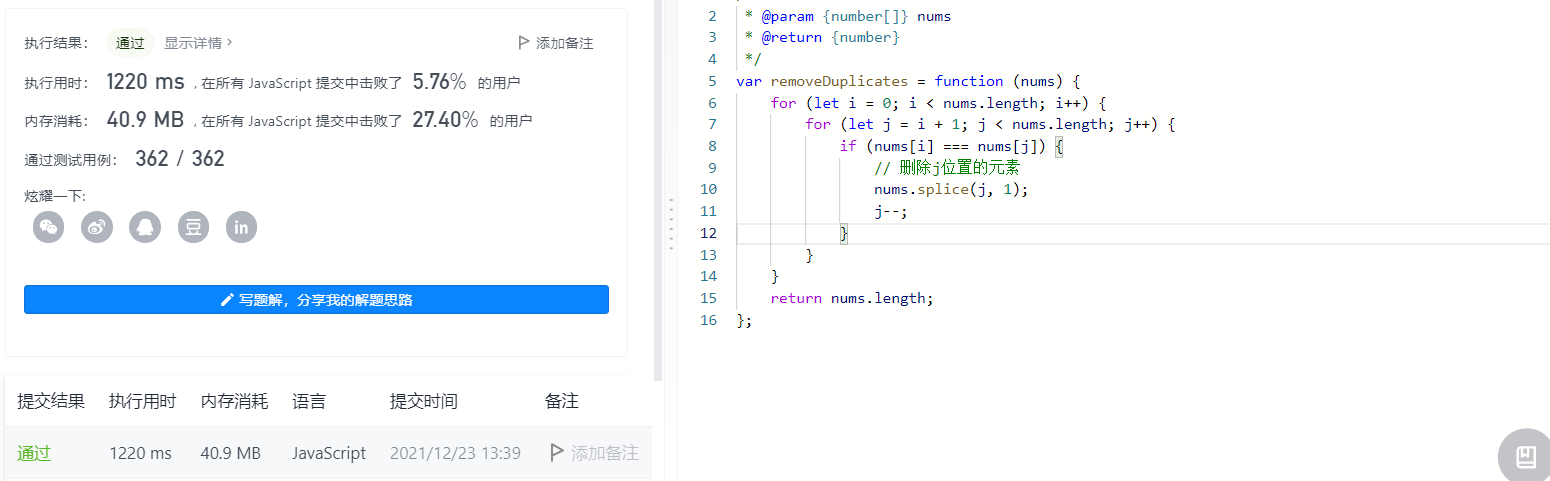 执行结果： 通过 显示详情 > 添加备注
执行用时： 1220 ms , 在所有 JavaScript 提交中击败了 5.76% 的用户
内存消耗： 40.9 MB , 在所有 JavaScript 提交中击败了 27.40% 的用户
通过测试用例： 362 / 362
炫耀一下:
豆 in
写题解，分享我的解题思路
提交结果 执行用时 内存消耗 语言 提交时间 备注
通过 1220 ms 40.9 MB JavaScript 2021/12/23 13:39 添加备注
2 * @param {number[]} nums
3 * @return {number}
4 */
5 var removeDuplicates = function (nums) {
6 for (let i = 0; i < nums.length; i++) {
7 for (let j = i + 1; j < nums.length; j++) {
8 if (nums[i] === nums[j]) {
9 // 删除j位置的元素
10 nums.splice(j, 1);
11 j--;
12 }
13 }
14 }
15 return nums.length;
16 };